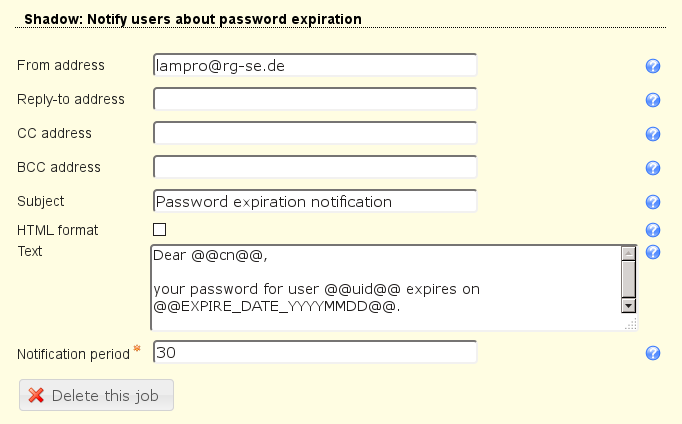 Shadow: Notify users about password expiration
From address lampro@rg-se.de
Reply-to address
CC address
BCC address
Subject Password expiration notification
HTML format
Text
Dear @@cn@@,
your password for user @@uid@@ expires on
@@EXPIRE_DATE_YYYYMMDD@@.
Notification period * 30
Delete this job